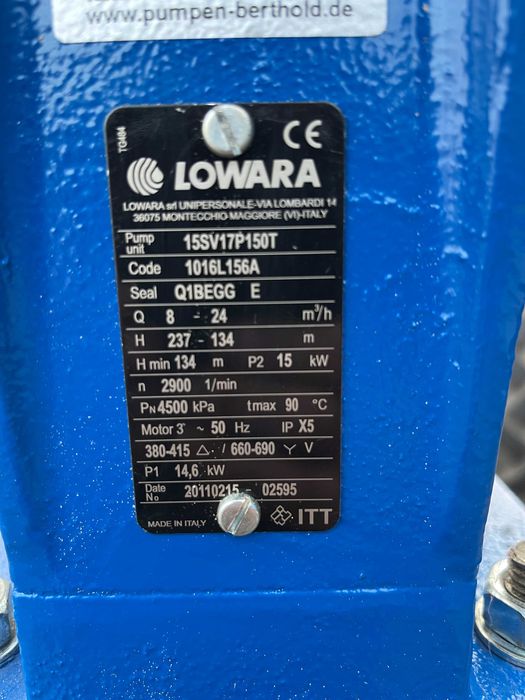 www.pumpen-berthold.de
TG484
CE
LOWARA
LOWARA srl UNIPERSONALE-VIA LOMBARDI 14
36075 MONTECCHIO MAGGIORE (VI)-ITALY
Pump unit 15SV17P150T
Code 1016L156A
Seal Q1BEGG E
Q 8 - 24 m³/h
H 237 - 134 m
H min 134 m P2 15 kW
n 2900 1/min
PN 4500 kPa tmax 90 °C
Motor 3 ~ 50 Hz IP X5
380-415 △ / 660-690 Y V
P1 14,6 kW
Date No 20110215 - 02595
MADE IN ITALY ITT